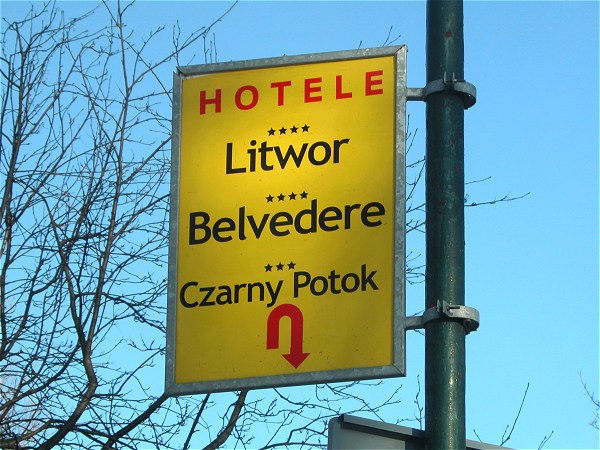 HOTELE
★★★★
Litwor
★★★★
Belvedere
★★★
Czarny Potok